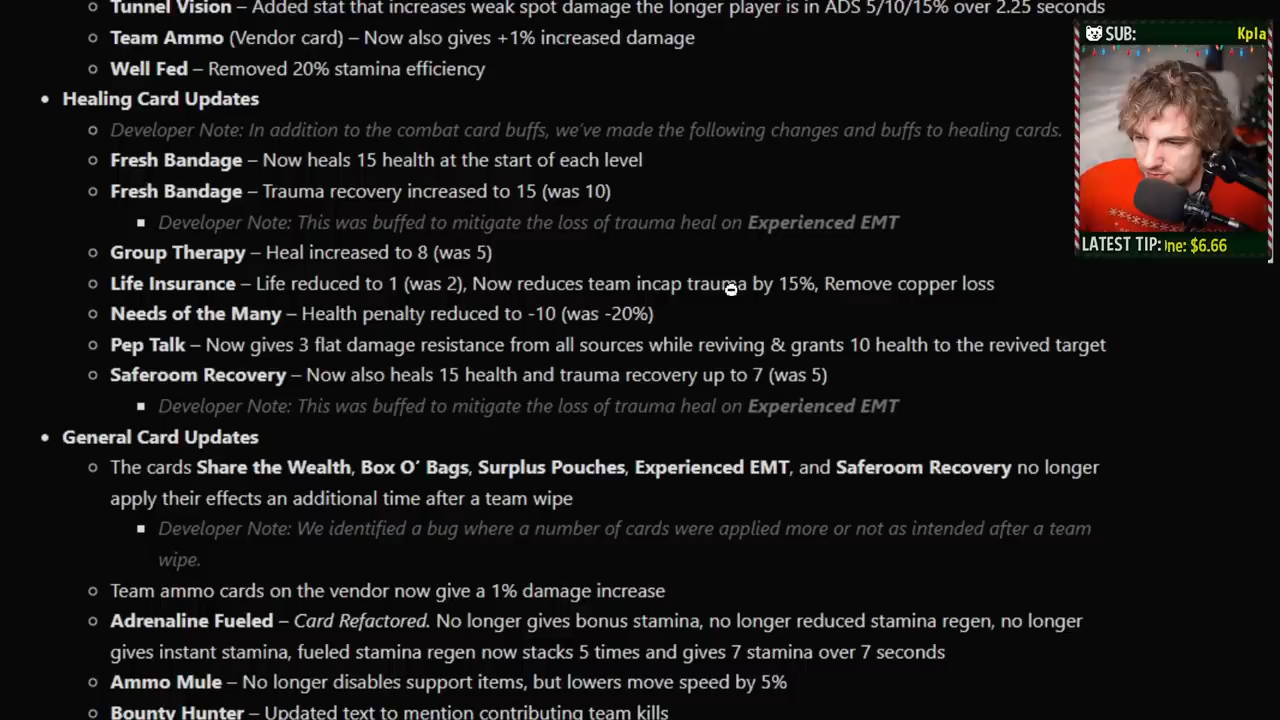 Tunnel Vision – Added stat that increases weak spot damage the longer player is in ADS 5/10/15% over 2.25 seconds
Team Ammo (Vendor card) – Now also gives +1% increased damage
Well Fed – Removed 20% stamina efficiency
Healing Card Updates
Developer Note: In addition to the combat card buffs, we've made the following changes and buffs to healing cards.
Fresh Bandage – Now heals 15 health at the start of each level
Fresh Bandage – Trauma recovery increased to 15 (was 10)
Developer Note: This was buffed to mitigate the loss of trauma heal on Experienced EMT
Group Therapy – Heal increased to 8 (was 5)
Life Insurance – Life reduced to 1 (was 2), Now reduces team incap trauma by 15%, Remove copper loss
Needs of the Many – Health penalty reduced to -10 (was -20%)
Pep Talk – Now gives 3 flat damage resistance from all sources while reviving & grants 10 health to the revived target
Saferoom Recovery – Now also heals 15 health and trauma recovery up to 7 (was 5)
Developer Note: This was buffed to mitigate the loss of trauma heal on Experienced EMT
General Card Updates
The cards Share the Wealth, Box O' Bags, Surplus Pouches, Experienced EMT, and Saferoom Recovery no longer
apply their effects an additional time after a team wipe
Developer Note: We identified a bug where a number of cards were applied more or not as intended after a team
wipe.
Team ammo cards on the vendor now give a 1% damage increase
Adrenaline Fueled – Card Refactored. No longer gives bonus stamina, no longer reduced stamina regen, no longer
gives instant stamina, fueled stamina regen now stacks 5 times and gives 7 stamina over 7 seconds
Ammo Mule – No longer disables support items, but lowers move speed by 5%
Bounty Hunter – Updated text to mention contributing team kills
SUB: Kpla
LATEST TIP: ne: $6.66